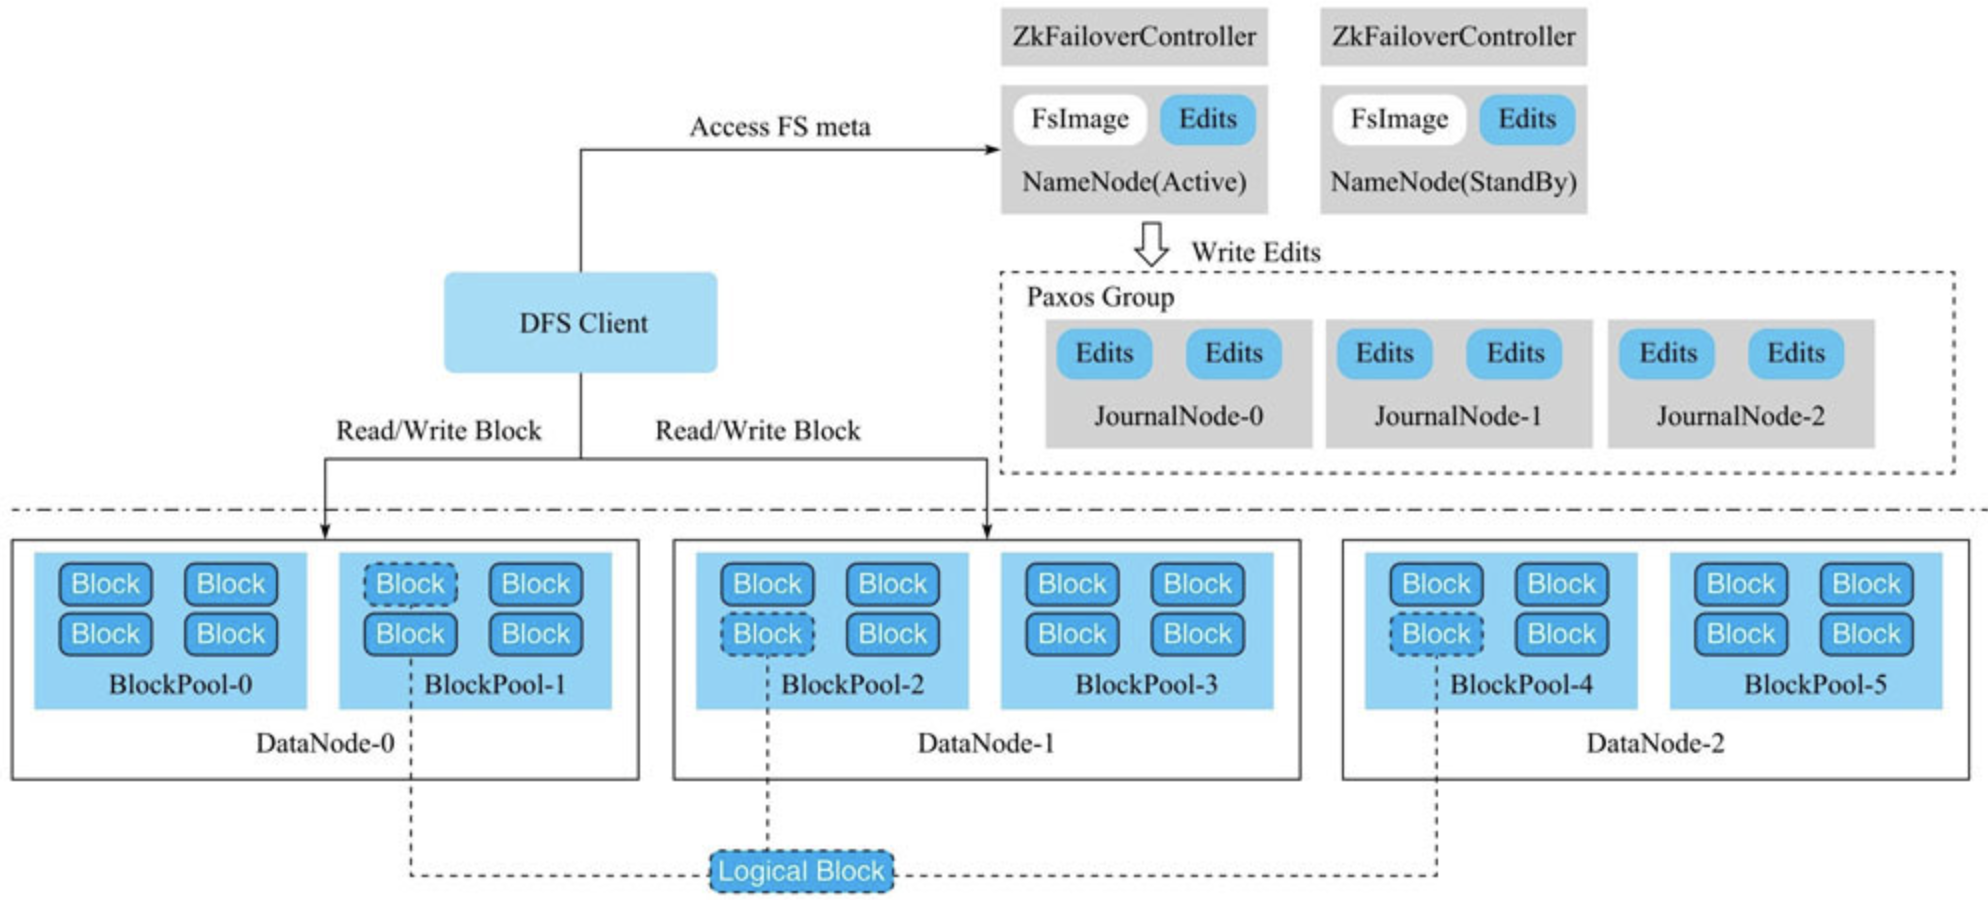 ZkFailoverController
ZkFailoverController
FsImage
Edits
NameNode(Active)
FsImage
Edits
NameNode(StandBy)
Access FS meta
Write Edits
DFS Client
Paxos Group
Edits
Edits
JournalNode-0
Edits
Edits
JournalNode-1
Edits
Edits
JournalNode-2
Read/Write Block
Read/Write Block
Block
Block
Block
Block
BlockPool-0
Block
Block
Block
Block
BlockPool-1
DataNode-0
Block
Block
Block
Block
BlockPool-2
Block
Block
Block
Block
BlockPool-3
DataNode-1
Block
Block
Block
Block
BlockPool-4
Block
Block
Block
Block
BlockPool-5
DataNode-2
Logical Block